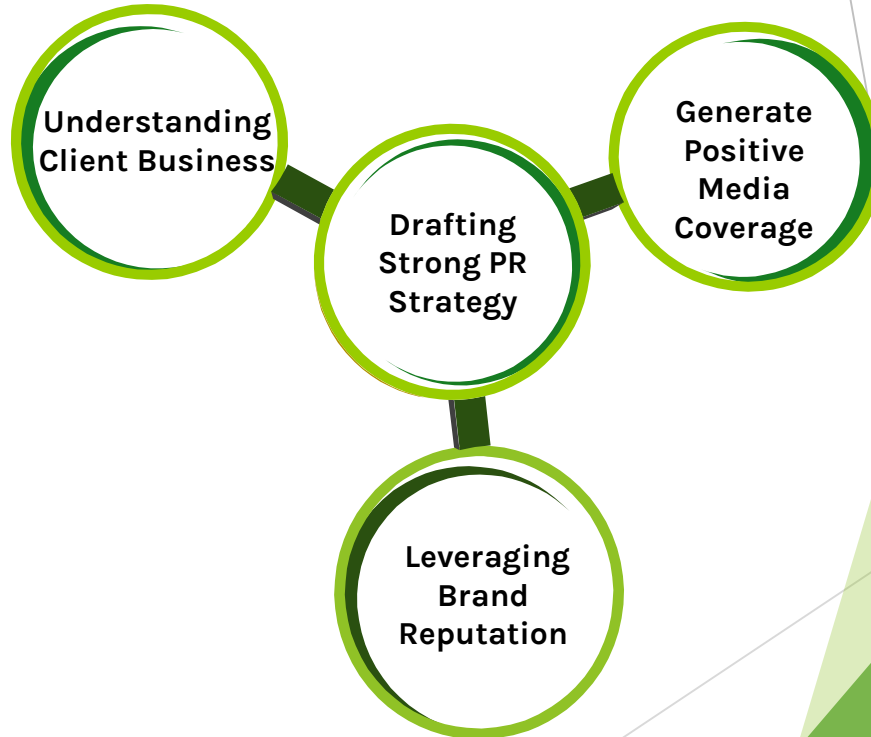 Understanding
Client Business
Generate
Positive
Media
Coverage
Drafting
Strong PR
Strategy
Leveraging
Brand
Reputation